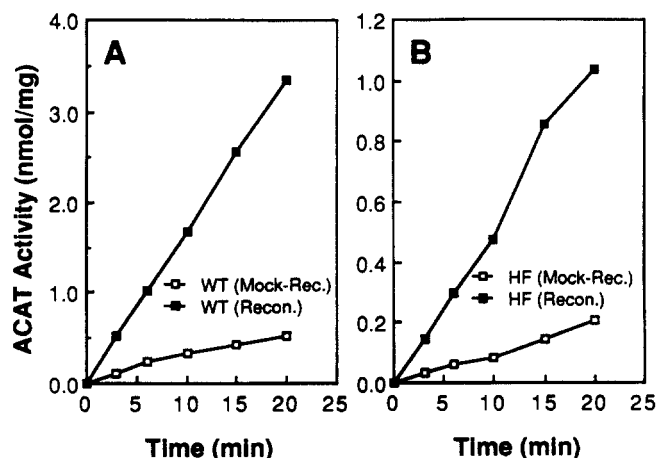 A
ACAT Activity (nmol/mg)
4.0
3.0
2.0
1.0
0.0
WT (Mock-Rec.)
WT (Recon.)
0 5 10 15 20 25
Time (min)
B
1.2
1.0
0.8
0.6
0.4
0.2
0.0
HF (Mock-Rec.)
HF (Recon.)
0 5 10 15 20 25
Time (min)